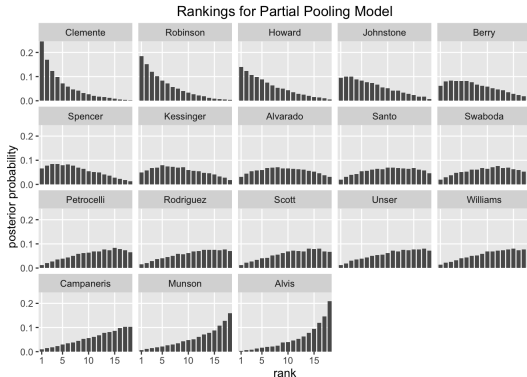 Rankings for Partial Pooling Model
Clemente Robinson Howard Johnstone Berry
0.2
0.1
0.0
Spencer Kessinger Alvarado Santo Swaboda
0.2
0.1
0.0
Petrocelli Rodriguez Scott Unser Williams
0.2
0.1
0.0
Campaneris Munson Alvis
0.2
0.1
0.0
1 5 10 15 1 5 10 15 1 5 10 15
rank
posterior probability